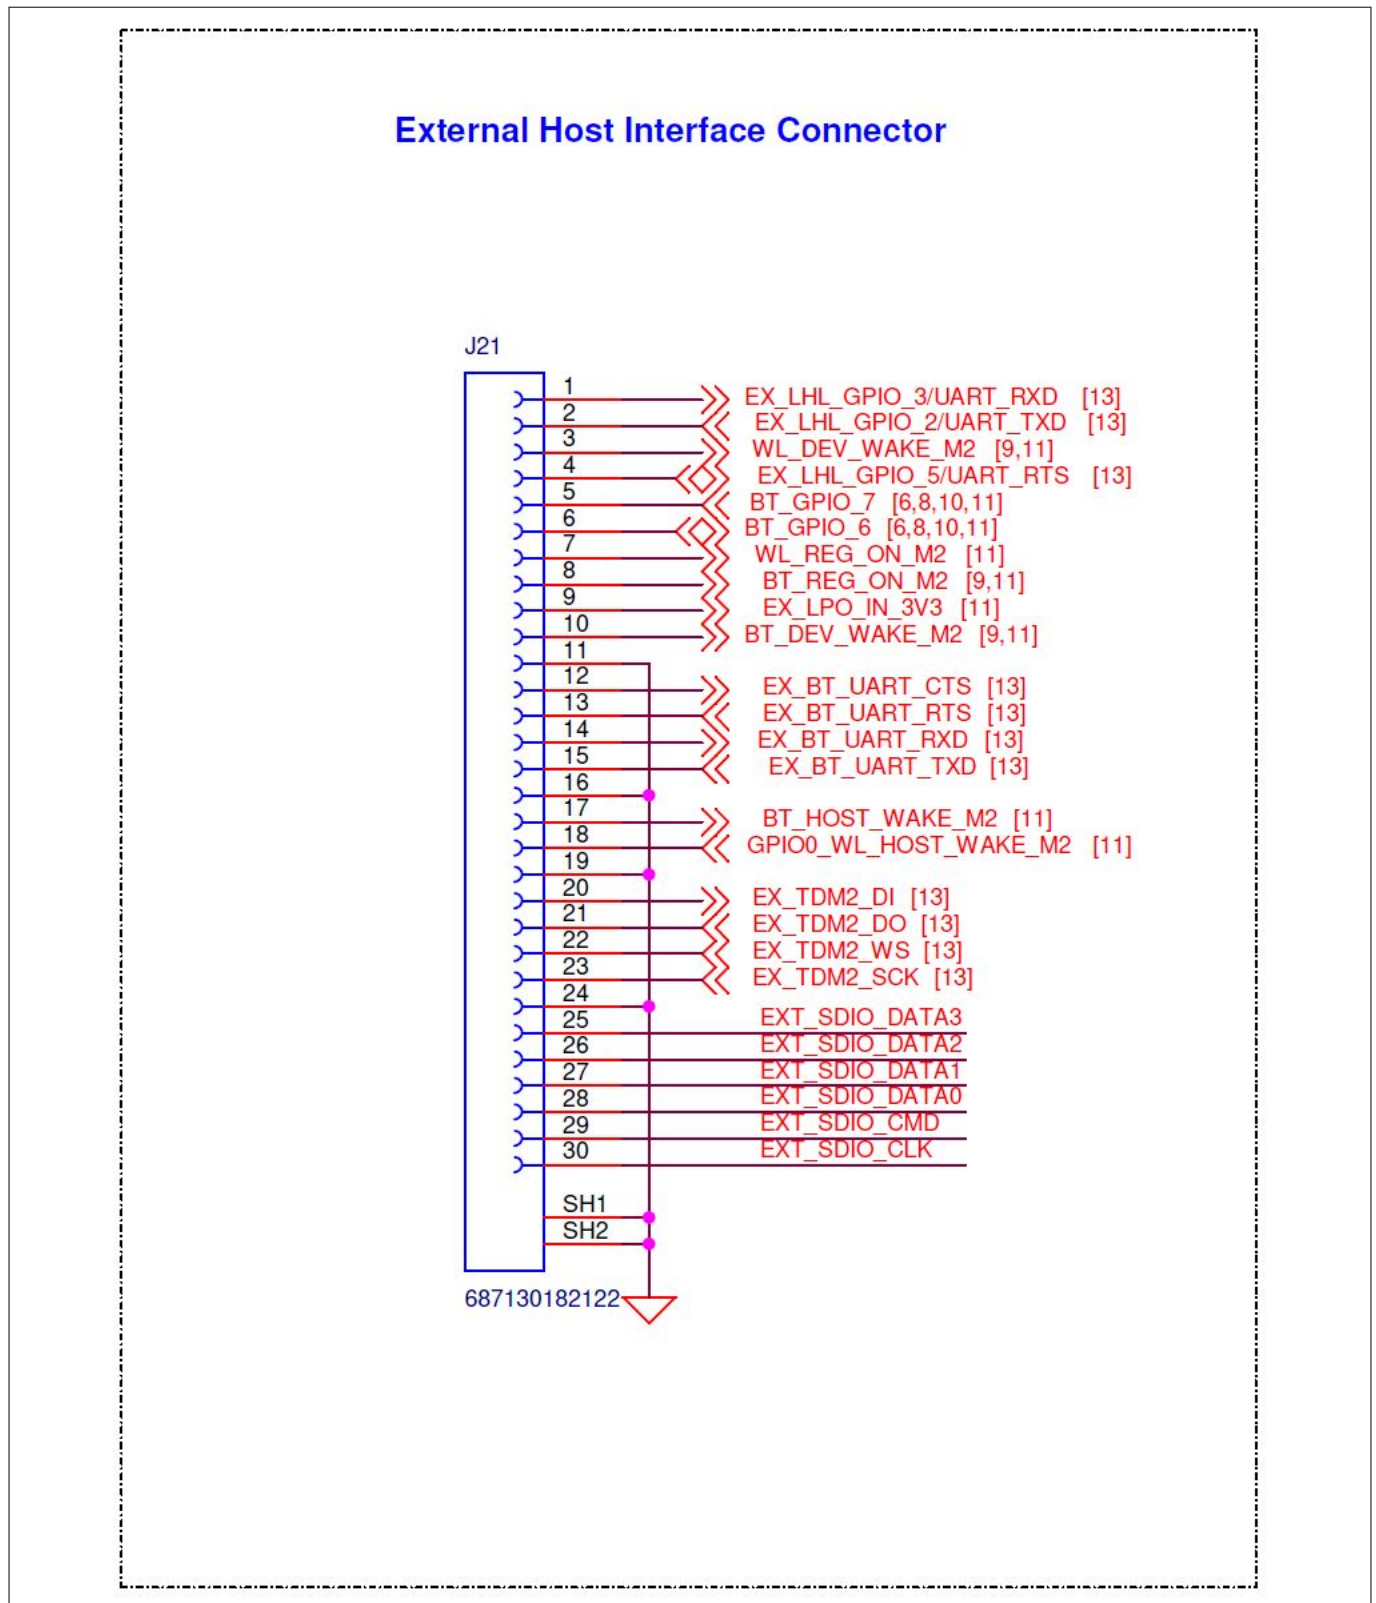 External Host Interface Connector
J21
1 EX_LHL_GPIO_3/UART_RXD [13]
2 EX_LHL_GPIO_2/UART_TXD [13]
3 WL_DEV_WAKE_M2 [9,11]
4 EX_LHL_GPIO_5/UART_RTS [13]
5 BT_GPIO_7 [6,8,10,11]
6 BT_GPIO_6 [6,8,10,11]
7 WL_REG_ON_M2 [11]
8 BT_REG_ON_M2 [9,11]
9 EX_LPO_IN_3V3 [11]
10 BT_DEV_WAKE_M2 [9,11]
11
12 EX_BT_UART_CTS [13]
13 EX_BT_UART_RTS [13]
14 EX_BT_UART_RXD [13]
15 EX_BT_UART_TXD [13]
16
17 BT_HOST_WAKE_M2 [11]
18 GPIO0_WL_HOST_WAKE_M2 [11]
19
20 EX_TDM2_DI [13]
21 EX_TDM2_DO [13]
22 EX_TDM2_WS [13]
23 EX_TDM2_SCK [13]
24
25 EXT_SDIO_DATA3
26 EXT_SDIO_DATA2
27 EXT_SDIO_DATA1
28 EXT_SDIO_DATA0
29 EXT_SDIO_CMD
30 EXT_SDIO_CLK
SH1
SH2
687130182122